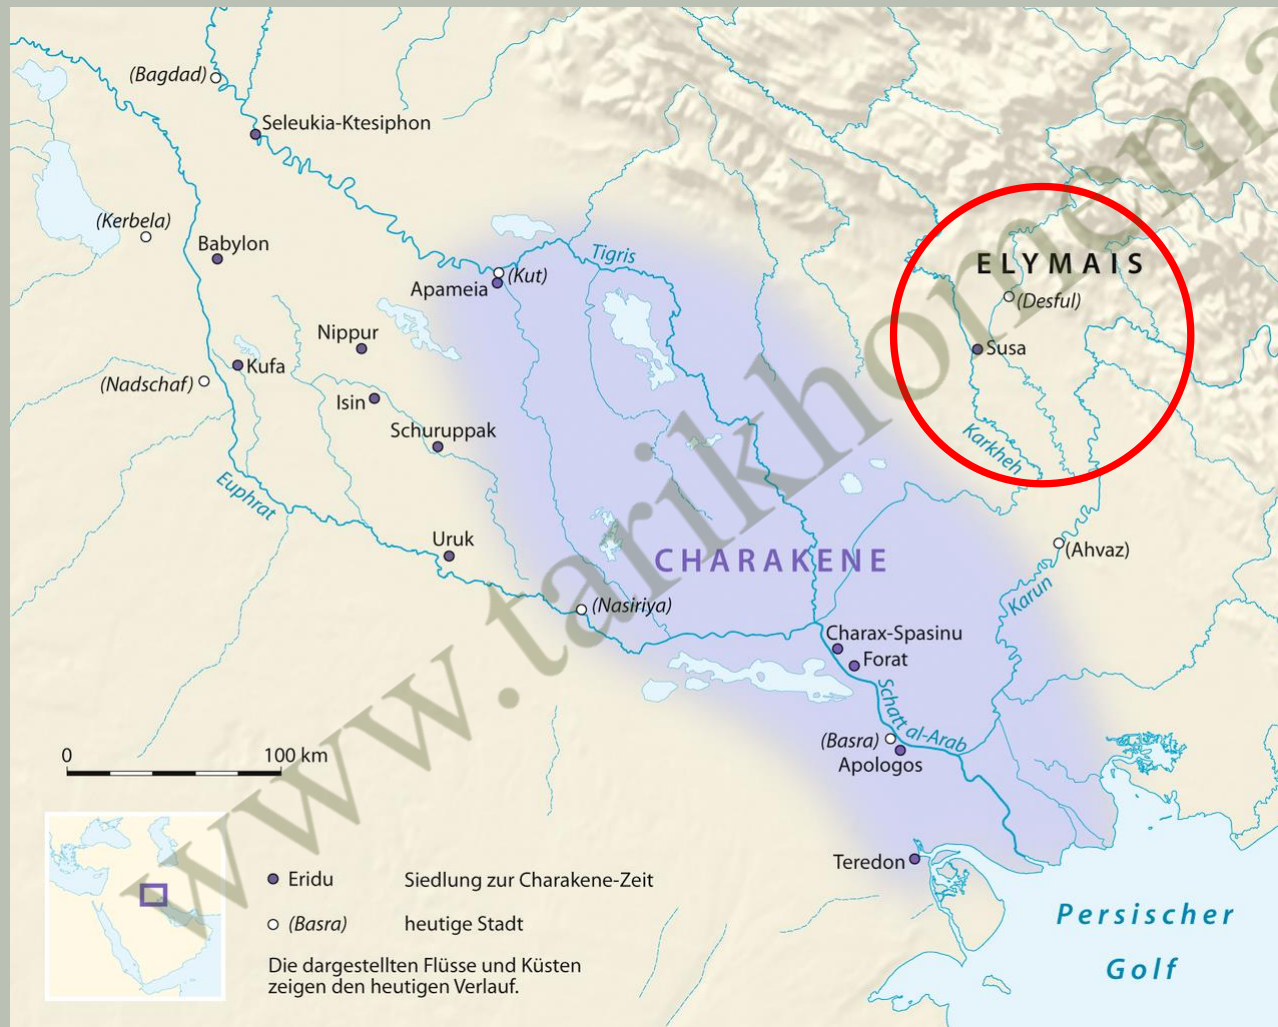 (Bagdad)
Seleukia-Ktesiphon
(Kerbela)
Babylon
Tigris
ELYMAIS
(Kut)
Apameia
(Desful)
Nippur
Susa
Kufa
(Nadschaf)
Isin
Schuruppak
Karkheh
Euphrat
Uruk
(Ahvaz)
CHARAKENE
Karun
(Nasiriya)
Charax-Spasinu
Forat
Schatt al-Arab
(Basra)
Apologos
0 100 km
Teredon
Eridu Siedlung zur Charakene-Zeit
(Basra) heutige Stadt
Die dargestellten Flüsse und Küsten
zeigen den heutigen Verlauf.
Persischer
Golf